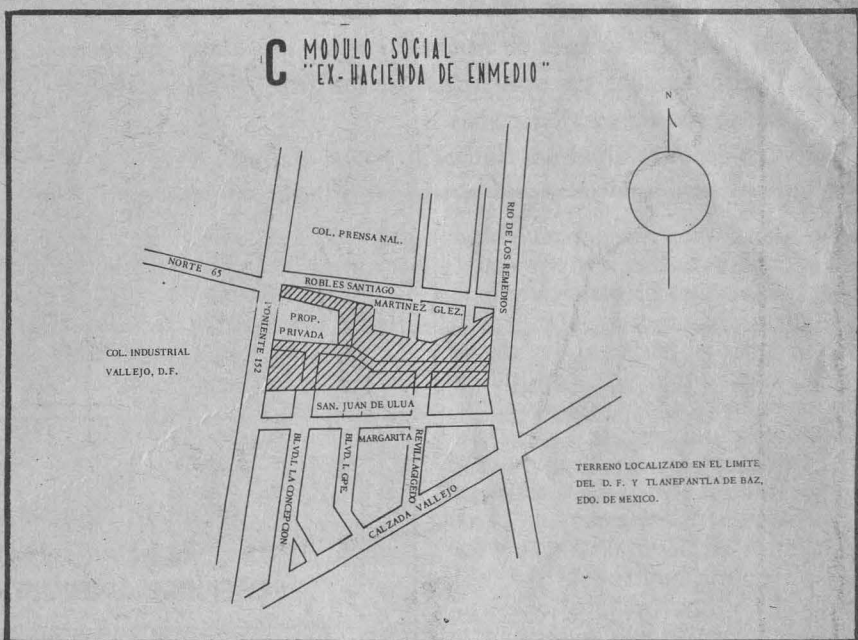 C MODULO SOCIAL
"EX-HACIENDA DE ENMEDIO"
N
COL. PRENSA NAL.
RIO DE LOS REMEDIOS
NORTE 65
ROBLES SANTIAGO
MARTINEZ GLEZ.
PROP.
PRIVADA
PONIENTE 152
COL. INDUSTRIAL
VALLEJO, D.F.
SAN. JUAN DE ULUA
MARGARITA
BLVD. I. LA CONCEPCION
BLVD. I. GPE.
REVILLAGIGEDO
CALZADA VALLEJO
TERRENO LOCALIZADO EN EL LIMITE
DEL D. F. Y TLANEPANTLA DE BAZ,
EDO. DE MEXICO.